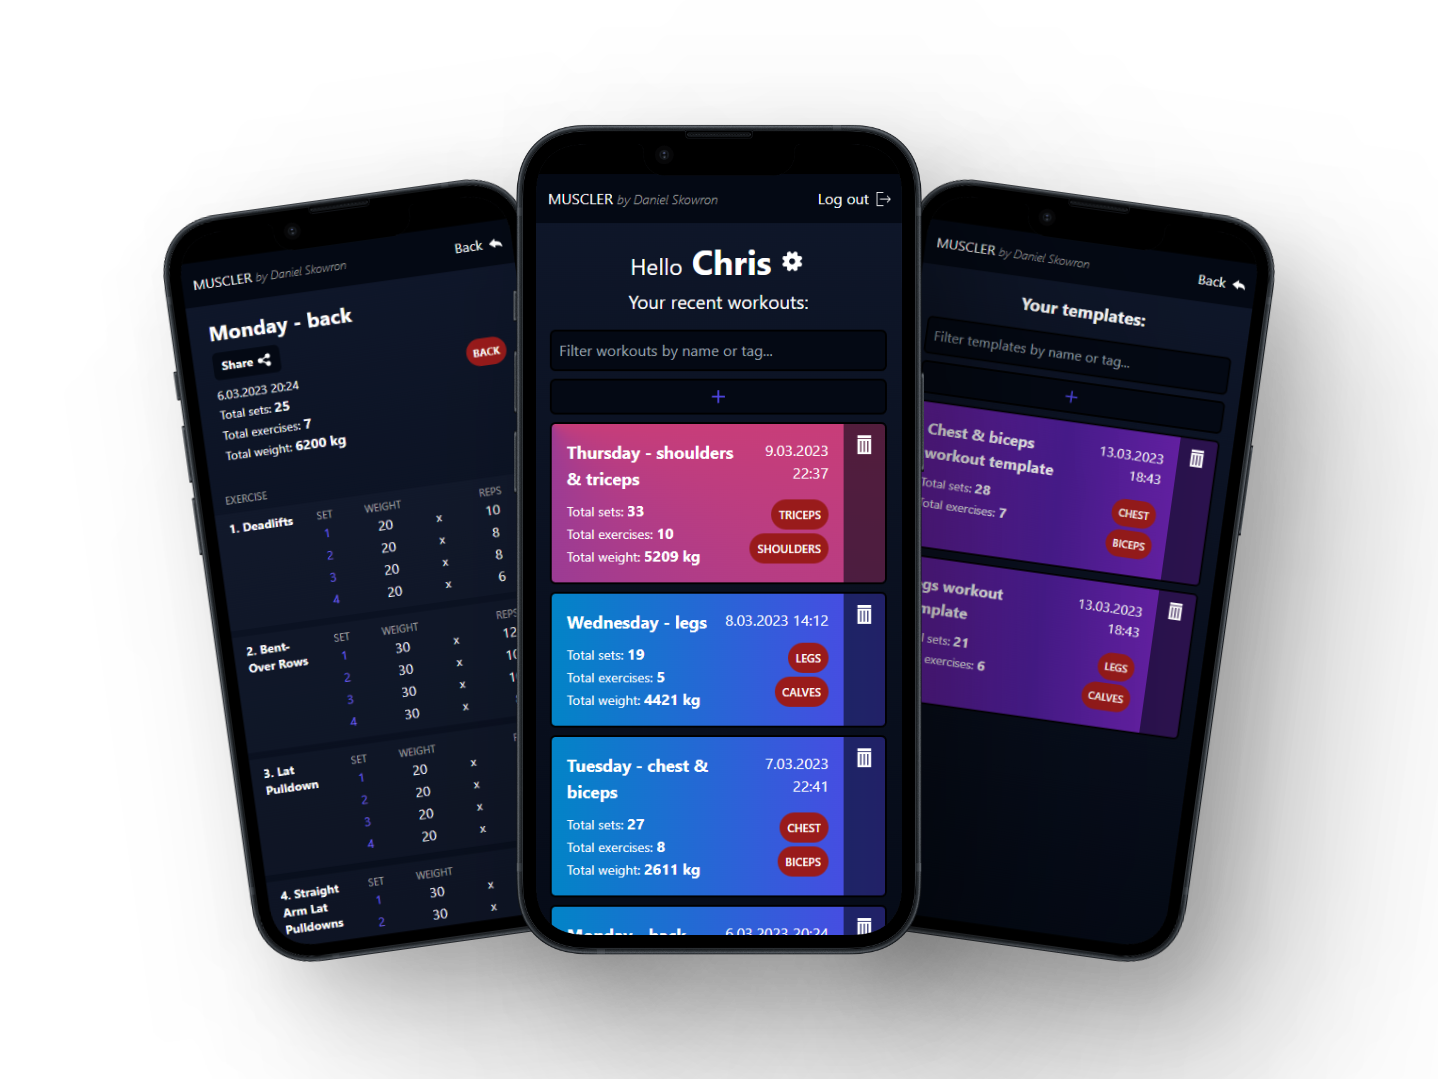 MUSCLER by Daniel Skowron
Back
Monday - back
Share
BACK
6.03.2023 20:24
Total sets: 25
Total exercises: 7
Total weight: 6200 kg
EXERCISE
1. Deadlifts
SET WEIGHT REPS
1 20 x 10
2 20 x 8
3 20 x 8
4 20 x 6
2. Bent-
Over Rows
SET WEIGHT REPS
1 30 x 12
2 30 x
3 30 x
4 30 x
3. Lat
Pulldown
SET WEIGHT
1 20 x
2 20 x
3 20 x
4 20 x
4. Straight
Arm Lat
Pulldowns
SET WEIGHT
1 30 x
2 30 x
MUSCLER by Daniel Skowron
Log out
Hello Chris
Your recent workouts:
Filter workouts by name or tag...
+
Thursday - shoulders
& triceps
9.03.2023
22:37
Total sets: 33
Total exercises: 10
Total weight: 5209 kg
TRICEPS
SHOULDERS
Wednesday - legs
8.03.2023 14:12
Total sets: 19
Total exercises: 5
Total weight: 4421 kg
LEGS
CALVES
Tuesday - chest &
biceps
7.03.2023
22:41
Total sets: 27
Total exercises: 8
Total weight: 2611 kg
CHEST
BICEPS
Monday - back
6.03.2023 20:24
MUSCLER by Daniel Skowron
Back
Your templates:
Filter templates by name or tag...
+
Chest & biceps
workout template
13.03.2023
18:43
Total sets: 28
Total exercises: 7
CHEST
BICEPS
gs workout
mplate
13.03.2023
18:43
sets: 21
exercises: 6
LEGS
CALVES